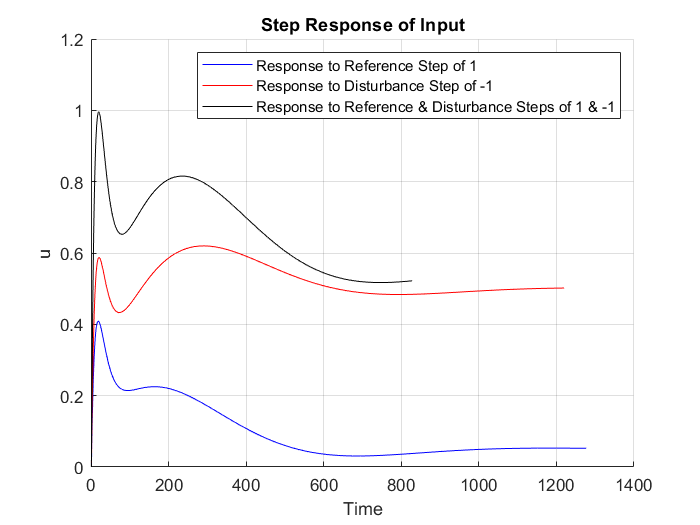 Step Response of Input
Response to Reference Step of 1
Response to Disturbance Step of -1
Response to Reference & Disturbance Steps of 1 & -1
1.2
1
0.8
0.6
0.4
0.2
0
u
0 200 400 600 800 1000 1200 1400
Time